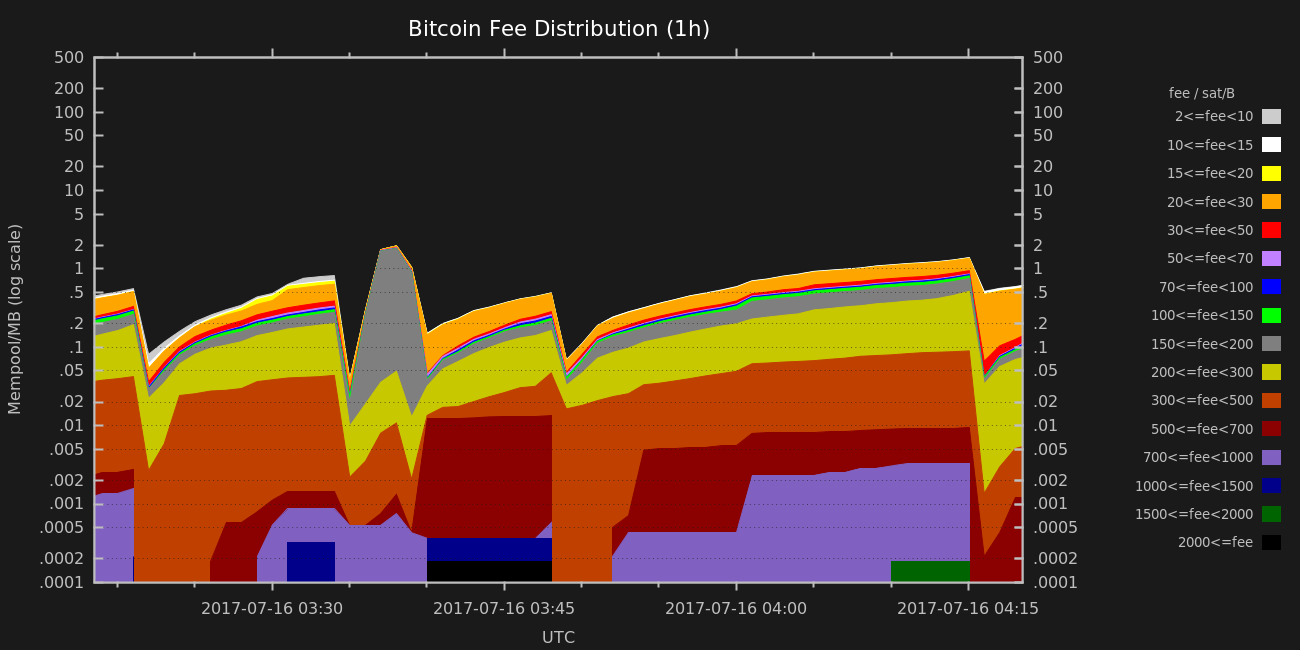 Bitcoin Fee Distribution (1h)
Mempool/MB (log scale)
500
200
100
50
20
10
5
2
1
.5
.2
.1
.05
.02
.01
.005
.002
.001
.0005
.0002
.0001
500
200
100
50
20
10
5
2
1
.5
.2
.1
.05
.02
.01
.005
.002
.001
.0005
.0002
.0001
2017-07-16 03:30
2017-07-16 03:45
2017-07-16 04:00
2017-07-16 04:15
UTC
fee / sat/B
2<=fee<10
10<=fee<15
15<=fee<20
20<=fee<30
30<=fee<50
50<=fee<70
70<=fee<100
100<=fee<150
150<=fee<200
200<=fee<300
300<=fee<500
500<=fee<700
700<=fee<1000
1000<=fee<1500
1500<=fee<2000
2000<=fee